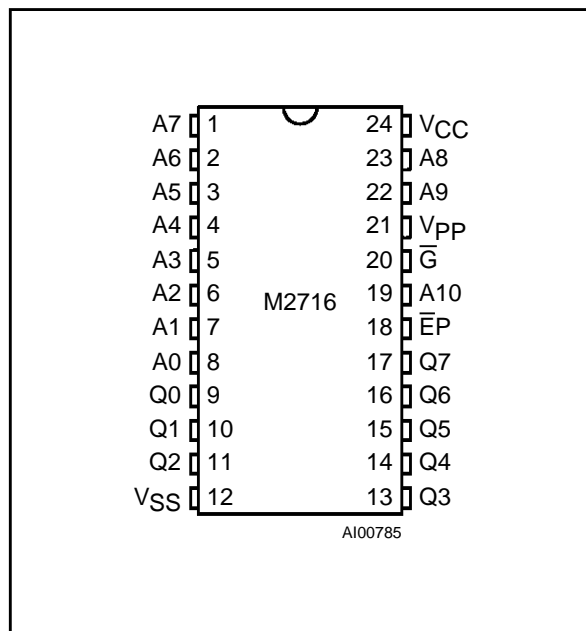 A7 1 24 VCC
A6 2 23 A8
A5 3 22 A9
A4 4 21 VPP
A3 5 20 G̅
A2 6 19 A10
M2716
A1 7 18 E̅P
A0 8 17 Q7
Q0 9 16 Q6
Q1 10 15 Q5
Q2 11 14 Q4
VSS 12 13 Q3
AI00785